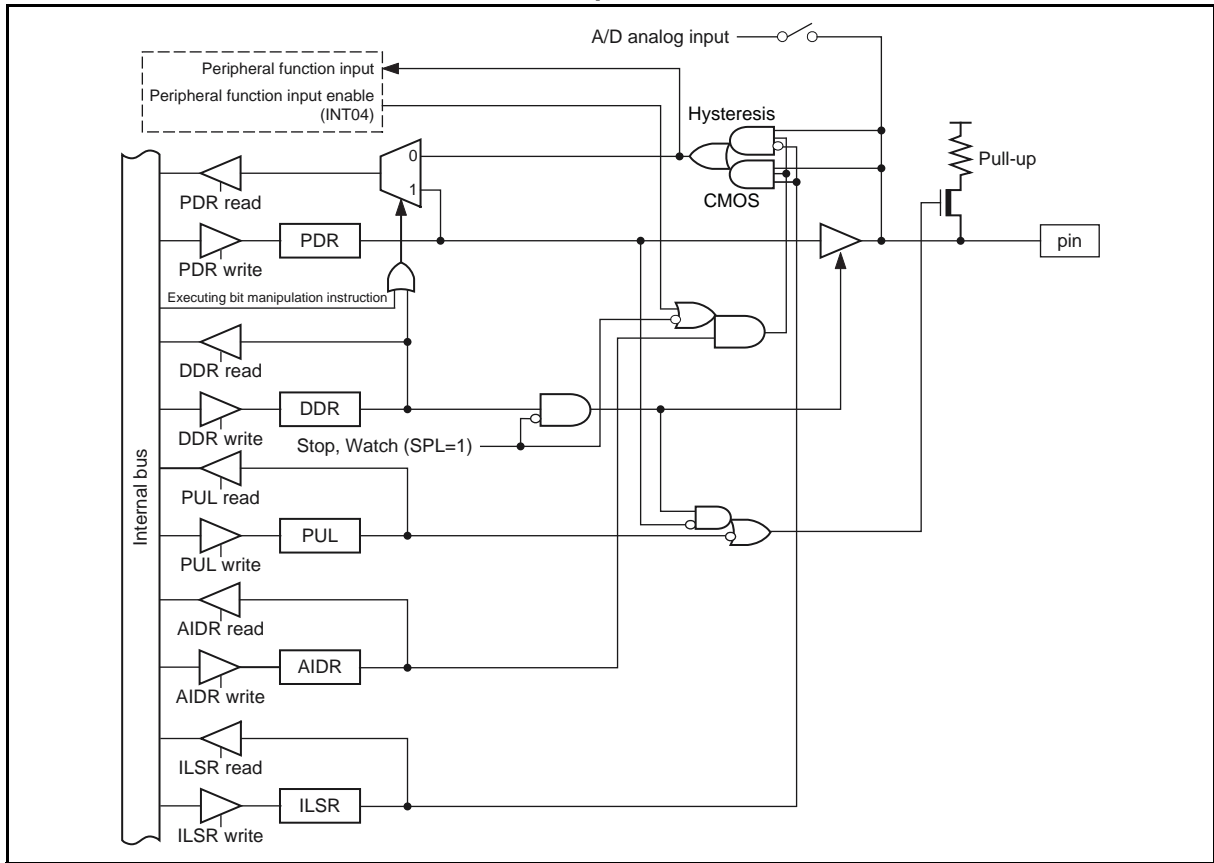 A/D analog input
Peripheral function input
Peripheral function input enable
(INT04)
Hysteresis
0
1
CMOS
Pull-up
PDR read
PDR
PDR write
pin
Executing bit manipulation instruction
DDR read
DDR
DDR write
Stop, Watch (SPL=1)
Internal bus
PUL read
PUL
PUL write
AIDR read
AIDR
AIDR write
ILSR read
ILSR
ILSR write